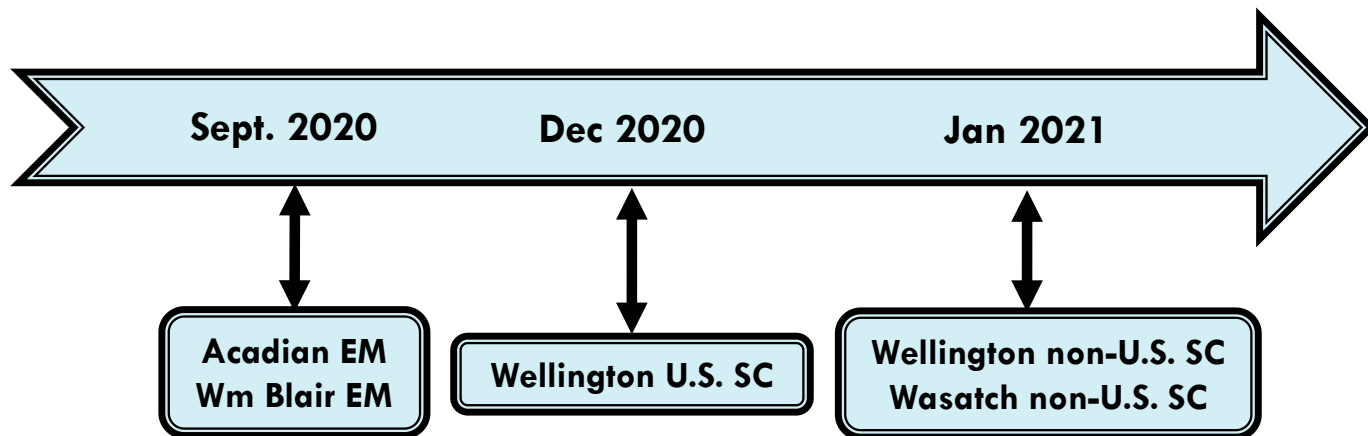 Sept. 2020
Dec 2020
Jan 2021
Acadian EM
Wm Blair EM
Wellington U.S. SC
Wellington non-U.S. SC
Wasatch non-U.S. SC